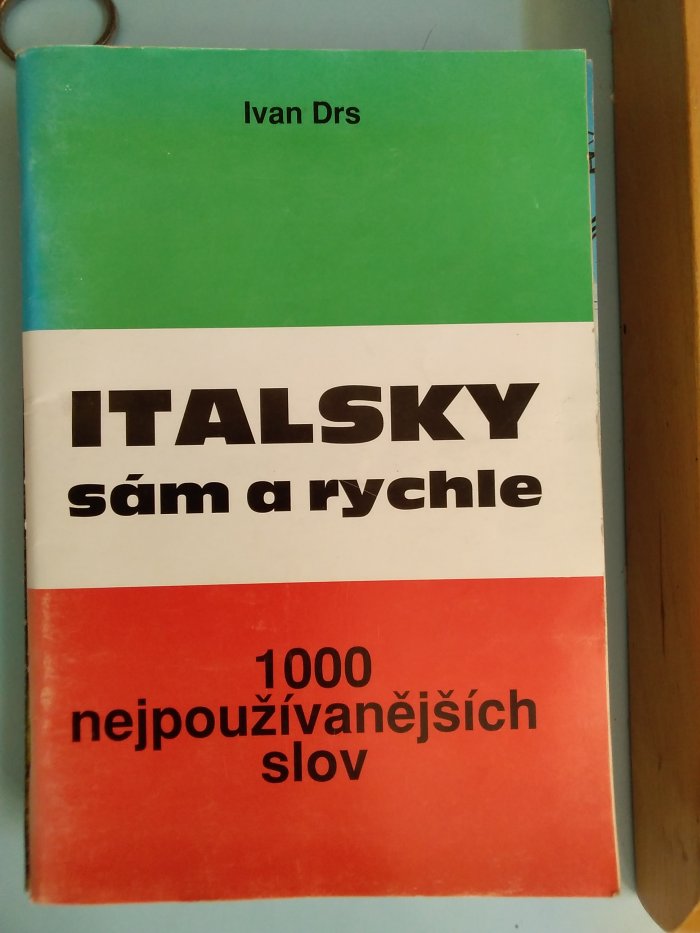 Ivan Drs
ITALSKY
sám a rychle
1000
nejpoužívanějších
slov